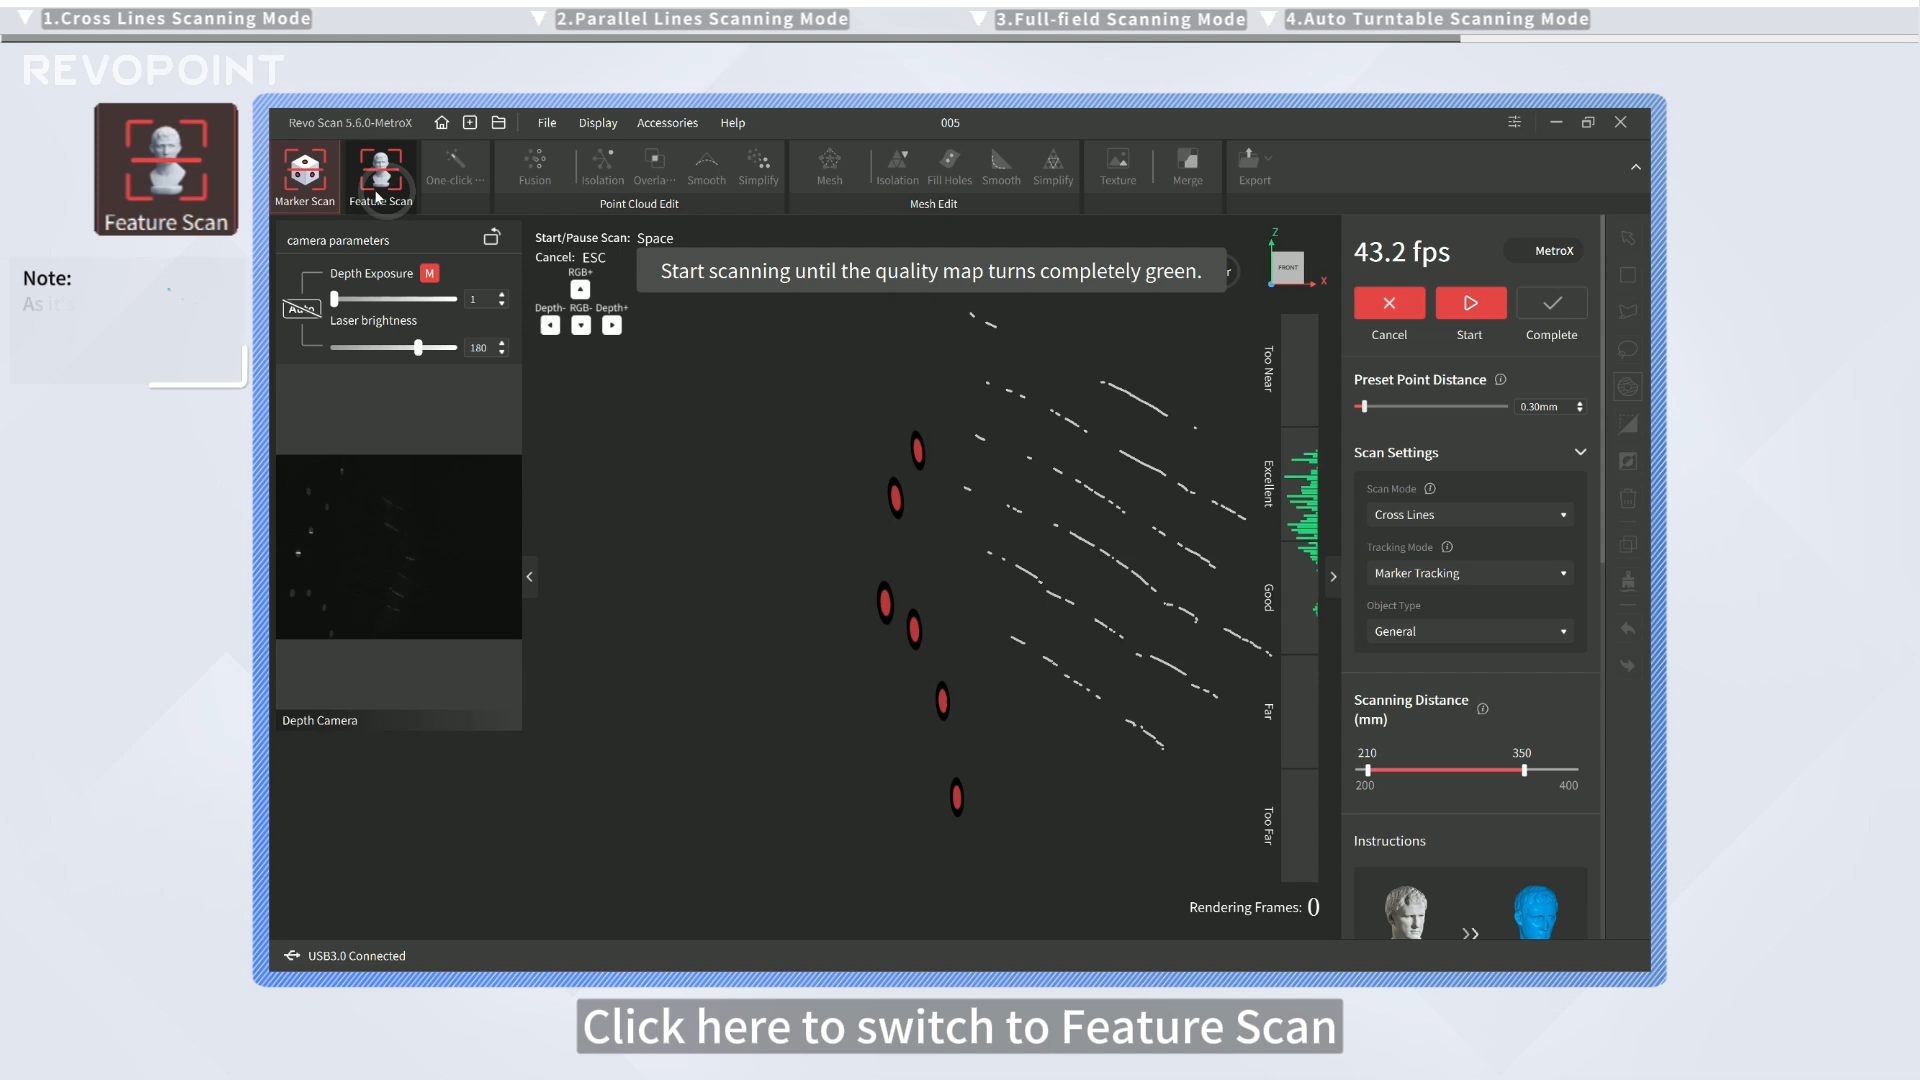 1.Cross Lines Scanning Mode
2.Parallel Lines Scanning Mode
3.Full-field Scanning Mode
4.Auto Turntable Scanning Mode
REVOPOINT
Feature Scan
Note:
As it's
Revo Scan 5.6.0-MetroX
File
Display
Accessories
Help
005
Marker Scan
Feature Scan
One-click ···
Fusion
Isolation
Overla···
Smooth
Simplify
Point Cloud Edit
Mesh
Isolation
Fill Holes
Smooth
Simplify
Mesh Edit
Texture
Merge
Export
camera parameters
Depth Exposure M
1
Auto
Laser brightness
180
Depth Camera
Start/Pause Scan: Space
Cancel: ESC
RGB+
Depth- RGB- Depth+
Start scanning until the quality map turns completely green.
r
Z
FRONT
X
Too Near
Excellent
Good
Far
Too Far
Rendering Frames: 0
43.2 fps
MetroX
Cancel
Start
Complete
Preset Point Distance
0.30mm
Scan Settings
Scan Mode
Cross Lines
Tracking Mode
Marker Tracking
Object Type
General
Scanning Distance
(mm)
210
350
200
400
Instructions
USB3.0 Connected
Click here to switch to Feature Scan